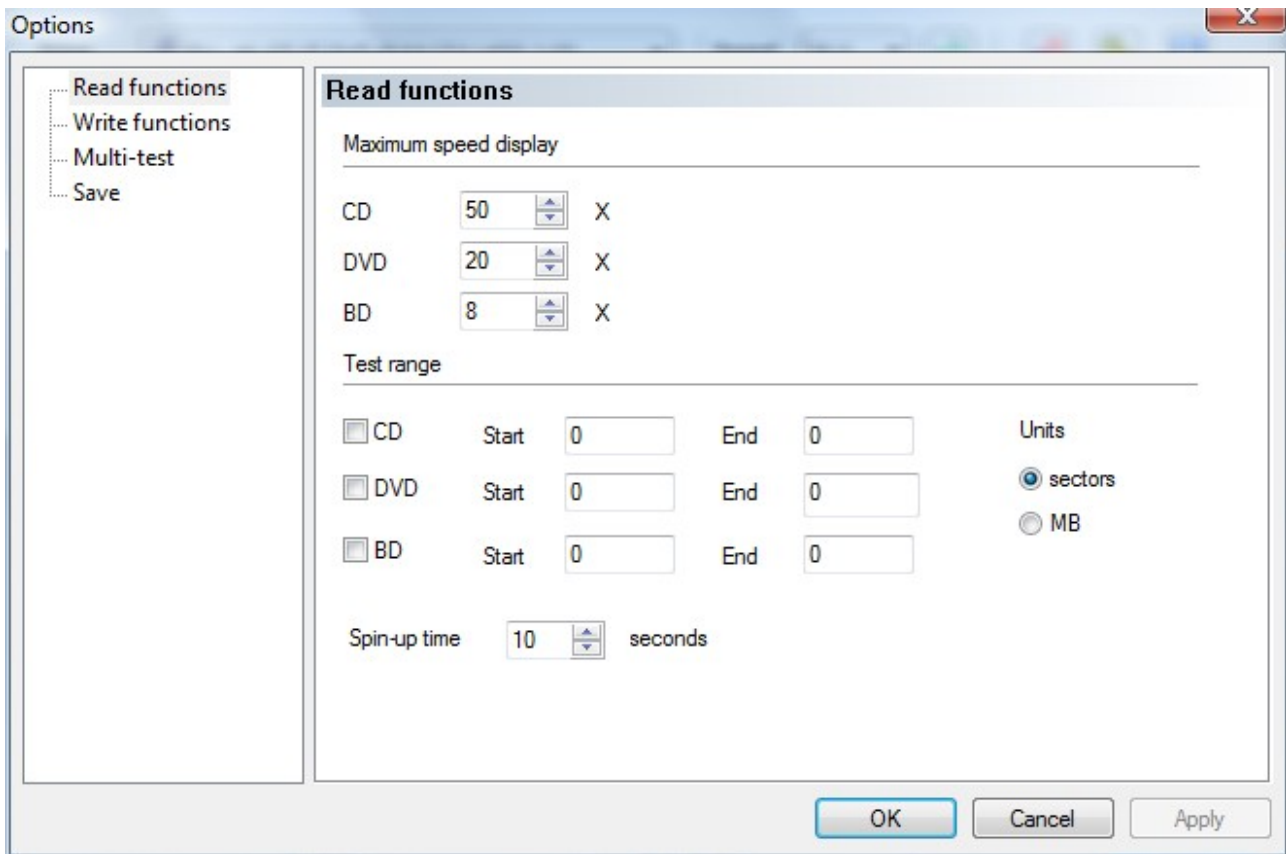 Options
Read functions
Write functions
Multi-test
Save
Read functions
Maximum speed display
CD 50 X
DVD 20 X
BD 8 X
Test range
CD Start 0 End 0
DVD Start 0 End 0
BD Start 0 End 0
Units
sectors
MB
Spin-up time 10 seconds
OK Cancel Apply